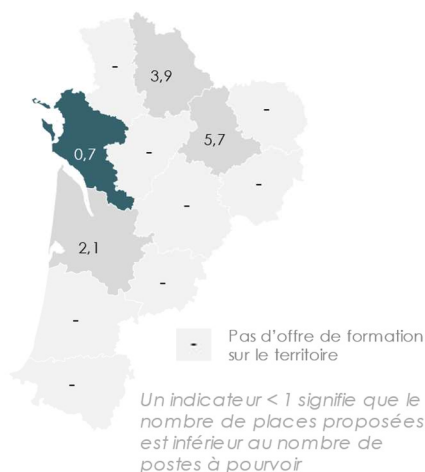 -
3,9
-
5,7
0,7
-
-
-
2,1
-
-
-
- Pas d'offre de formation
sur le territoire
Un indicateur < 1 signifie que le
nombre de places proposées
est inférieur au nombre de
postes à pourvoir